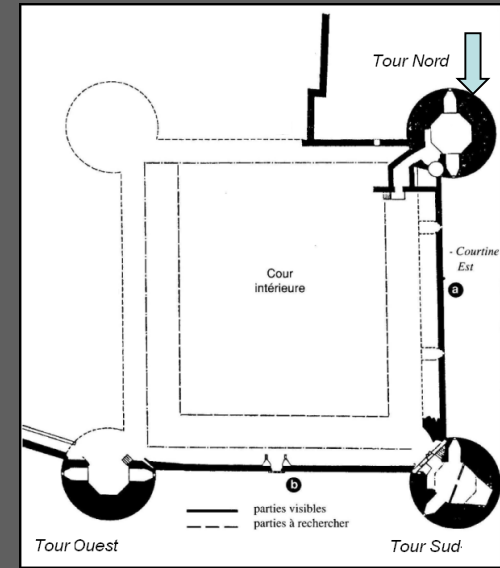 Tour Nord
- Courtine
Est
a
Cour
intérieure
b
parties visibles
parties à rechercher
Tour Ouest
Tour Sud